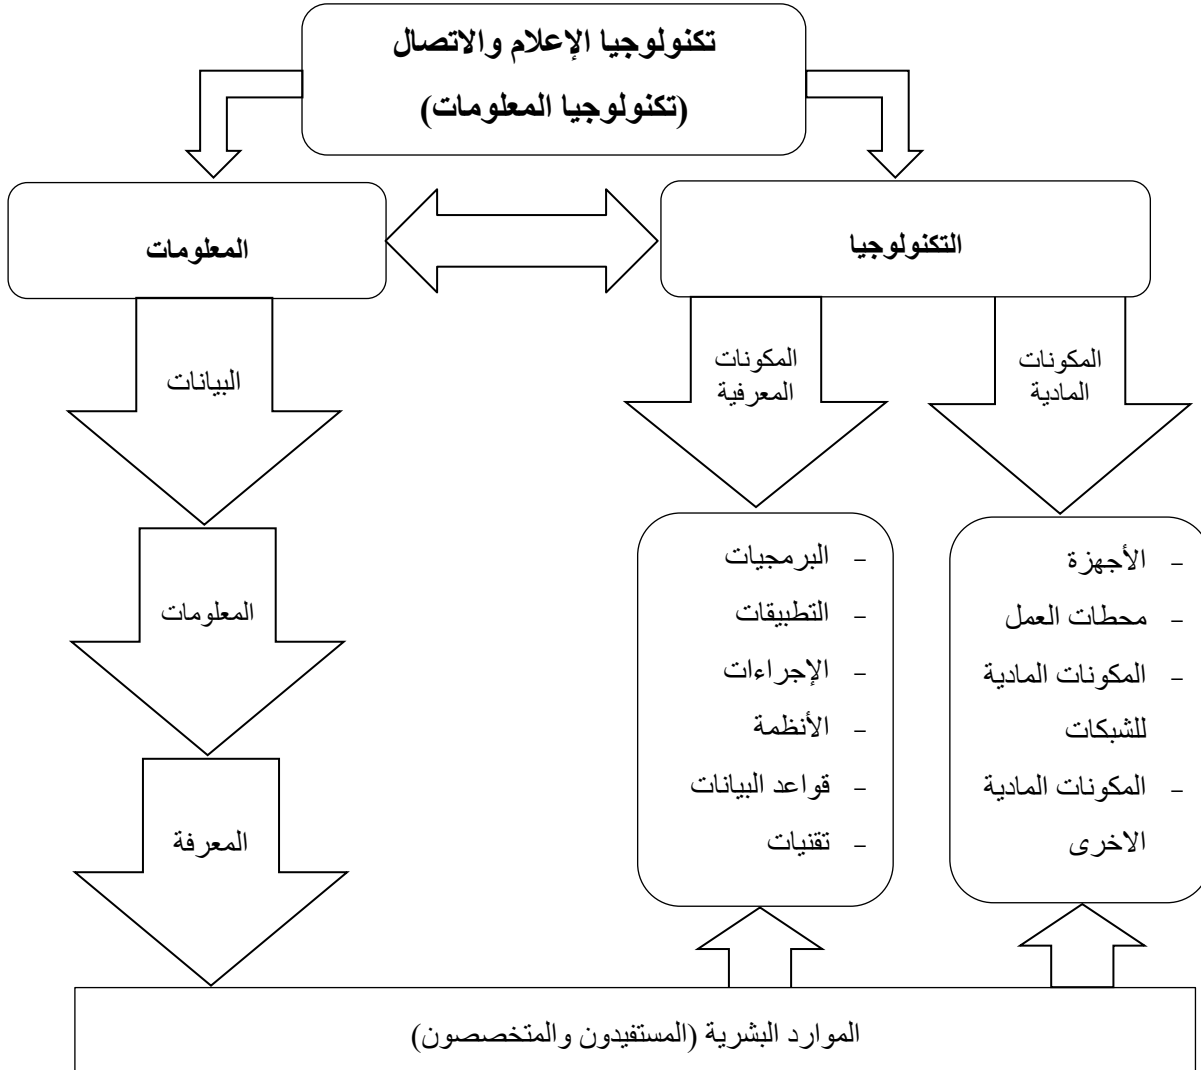 تكنولوجيا الإعلام والاتصال
(تكنولوجيا المعلومات)
التكنولوجيا
المعلومات
المكونات
المادية
المكونات
المعرفية
البيانات
- الأجهزة
- محطات العمل
- المكونات المادية
للشبكات
- المكونات المادية
الاخرى
- البرمجيات
- التطبيقات
- الإجراءات
- الأنظمة
- قواعد البيانات
- تقنيات
المعلومات
المعرفة
الموارد البشرية (المستفيدون والمتخصصون)